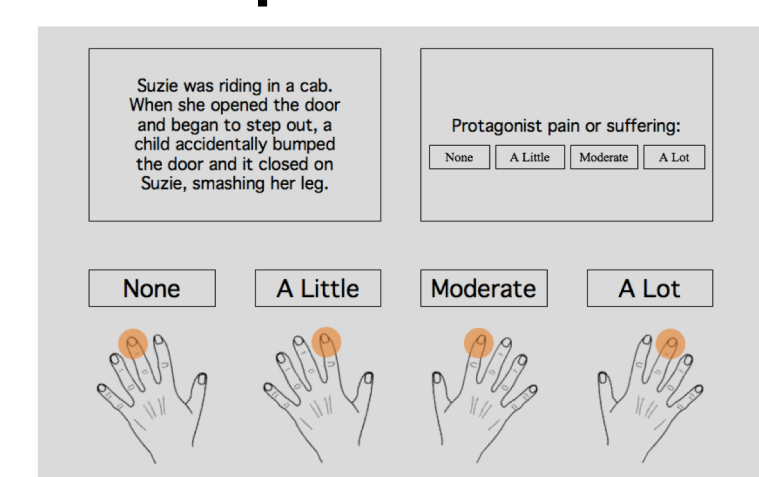 Suzie was riding in a cab.
When she opened the door
and began to step out, a
child accidentally bumped
the door and it closed on
Suzie, smashing her leg.
Protagonist pain or suffering:
None A Little Moderate A Lot
None A Little Moderate A Lot